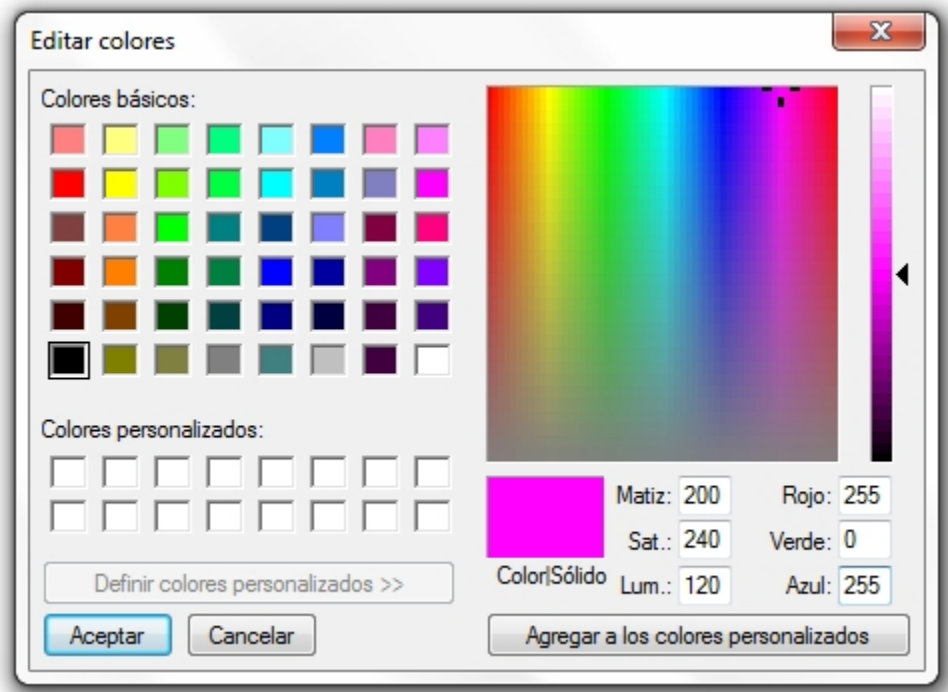 Editar colores
Colores básicos:
Colores personalizados:
Definir colores personalizados >>
Aceptar
Cancelar
Color|Sólido
Matiz: 200
Sat.: 240
Lum.: 120
Rojo: 255
Verde: 0
Azul: 255
Agregar a los colores personalizados